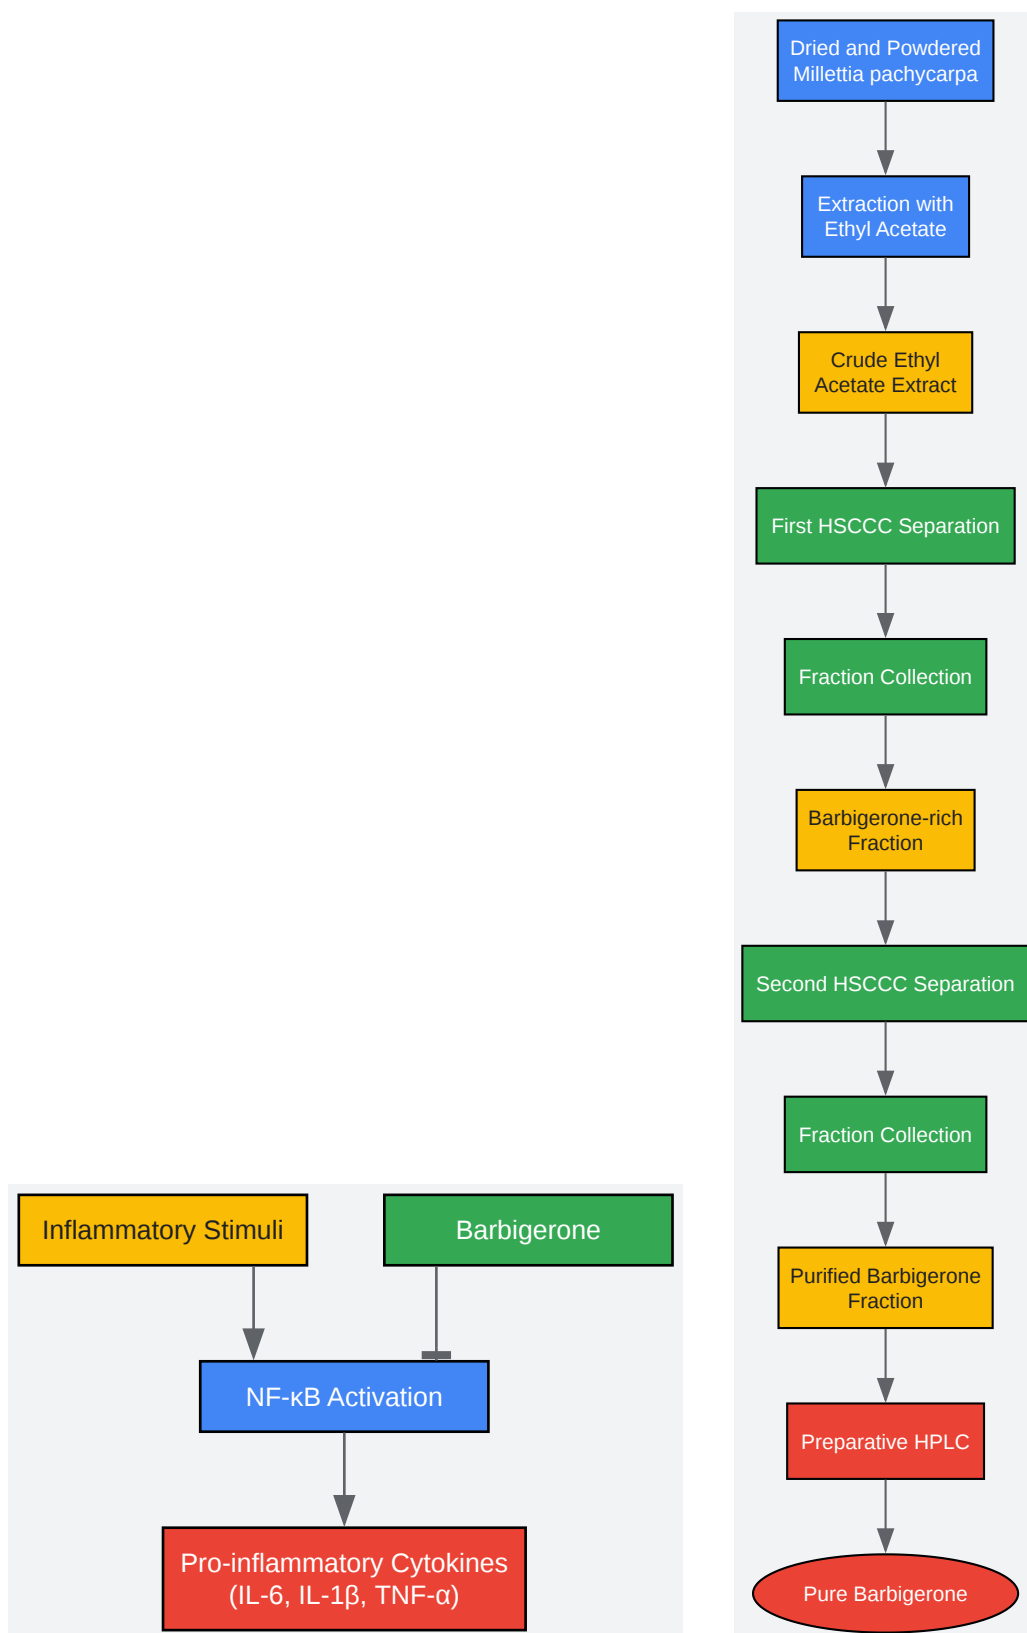 Dried and Powdered
Millettia pachycarpa
Extraction with
Ethyl Acetate
Crude Ethyl
Acetate Extract
First HSCCC Separation
Fraction Collection
Barbigerone-rich
Fraction
Second HSCCC Separation
Fraction Collection
Purified Barbigerone
Fraction
Preparative HPLC
Pure Barbigerone
Inflammatory Stimuli
Barbigerone
NF-κB Activation
Pro-inflammatory Cytokines
(IL-6, IL-1β, TNF-α)